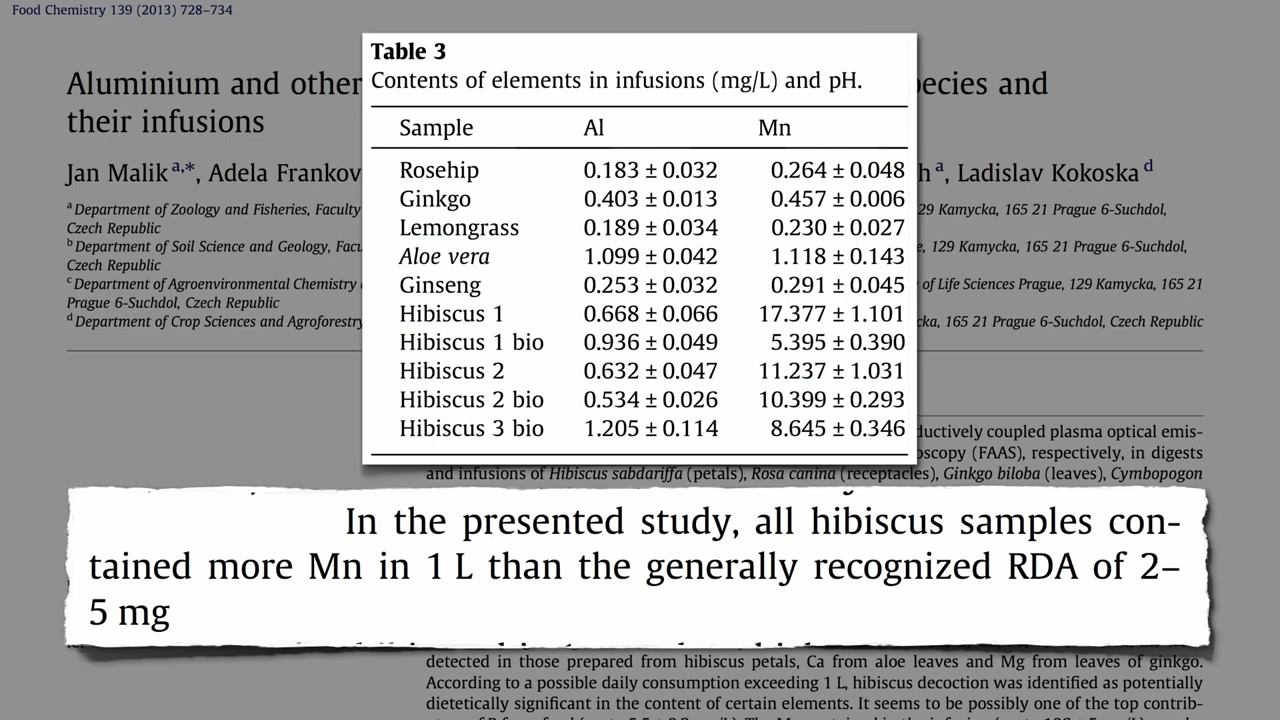 Food Chemistry 139 (2013) 728–734
Aluminium and other
ecies and
their infusions
Jan Malik a,*, Adela Frankov
h a, Ladislav Kokoska d
a Department of Zoology and Fisheries, Faculty
29 Kamycka, 165 21 Prague 6-Suchdol,
Czech Republic
b Department of Soil Science and Geology, Facu
e, 129 Kamycka, 165 21 Prague 6-Suchdol,
Czech Republic
c Department of Agroenvironmental Chemistry
of Life Sciences Prague, 129 Kamycka, 165 21
Prague 6-Suchdol, Czech Republic
d Department of Crop Sciences and Agroforestry
cka, 165 21 Prague 6-Suchdol, Czech Republic
Table 3
Contents of elements in infusions (mg/L) and pH.
Sample Al Mn
Rosehip 0.183 ± 0.032 0.264 ± 0.048
Ginkgo 0.403 ± 0.013 0.457 ± 0.006
Lemongrass 0.189 ± 0.034 0.230 ± 0.027
Aloe vera 1.099 ± 0.042 1.118 ± 0.143
Ginseng 0.253 ± 0.032 0.291 ± 0.045
Hibiscus 1 0.668 ± 0.066 17.377 ± 1.101
Hibiscus 1 bio 0.936 ± 0.049 5.395 ± 0.390
Hibiscus 2 0.632 ± 0.047 11.237 ± 1.031
Hibiscus 2 bio 0.534 ± 0.026 10.399 ± 0.293
Hibiscus 3 bio 1.205 ± 0.114 8.645 ± 0.346
ductively coupled plasma optical emis-
oscopy (FAAS), respectively, in digests
and infusions of Hibiscus sabdariffa (petals), Rosa canina (receptacles), Ginkgo biloba (leaves), Cymbopogon
In the presented study, all hibiscus samples con-
tained more Mn in 1 L than the generally recognized RDA of 2–
5 mg
detected in those prepared from hibiscus petals, Ca from aloe leaves and Mg from leaves of ginkgo.
According to a possible daily consumption exceeding 1 L, hibiscus decoction was identified as potentially
dietetically significant in the content of certain elements. It seems to be possibly one of the top contrib-